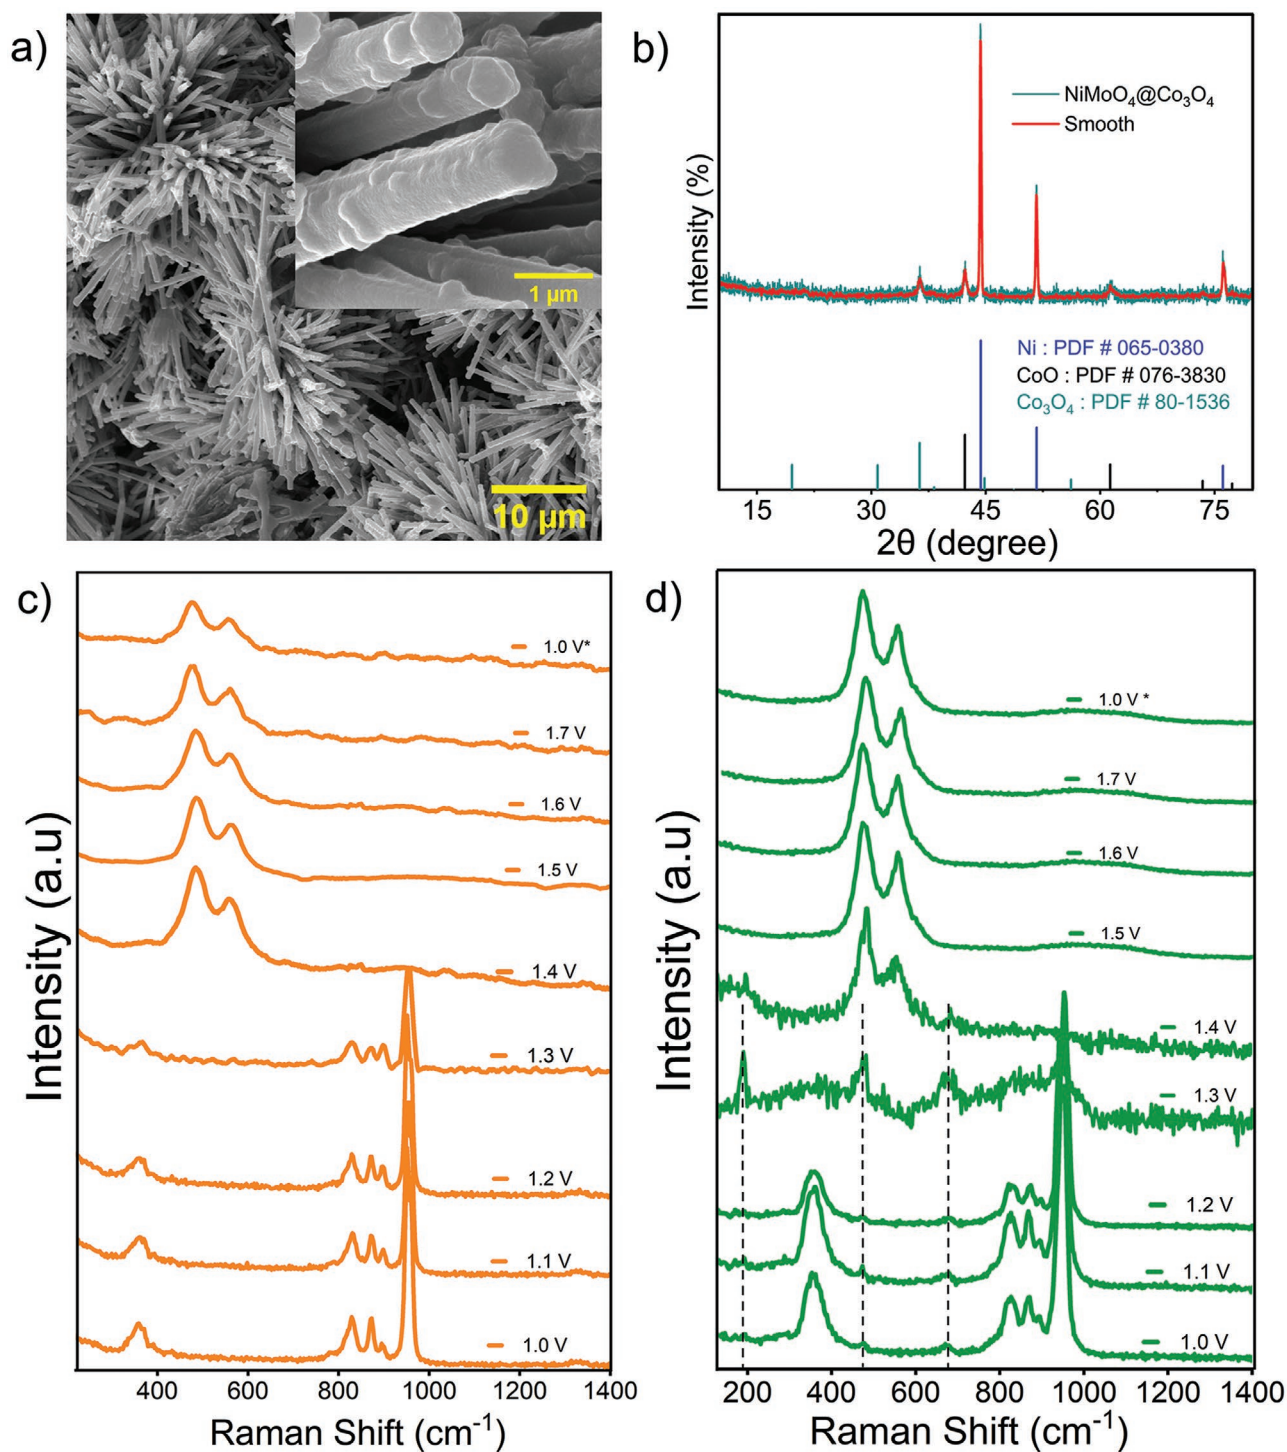 a)
1 µm
10 µm
b)
Intensity (%)
NiMoO₄@Co₃O₄
Smooth
Ni : PDF # 065-0380
CoO : PDF # 076-3830
Co₃O₄ : PDF # 80-1536
15 30 45 60 75
2θ (degree)
c)
Intensity (a.u)
1.0 V*
1.7 V
1.6 V
1.5 V
1.4 V
1.3 V
1.2 V
1.1 V
1.0 V
400 600 800 1000 1200 1400
Raman Shift (cm⁻¹)
d)
Intensity (a.u)
1.0 V *
1.7 V
1.6 V
1.5 V
1.4 V
1.3 V
1.2 V
1.1 V
1.0 V
200 400 600 800 1000 1200 1400
Raman Shift (cm⁻¹)